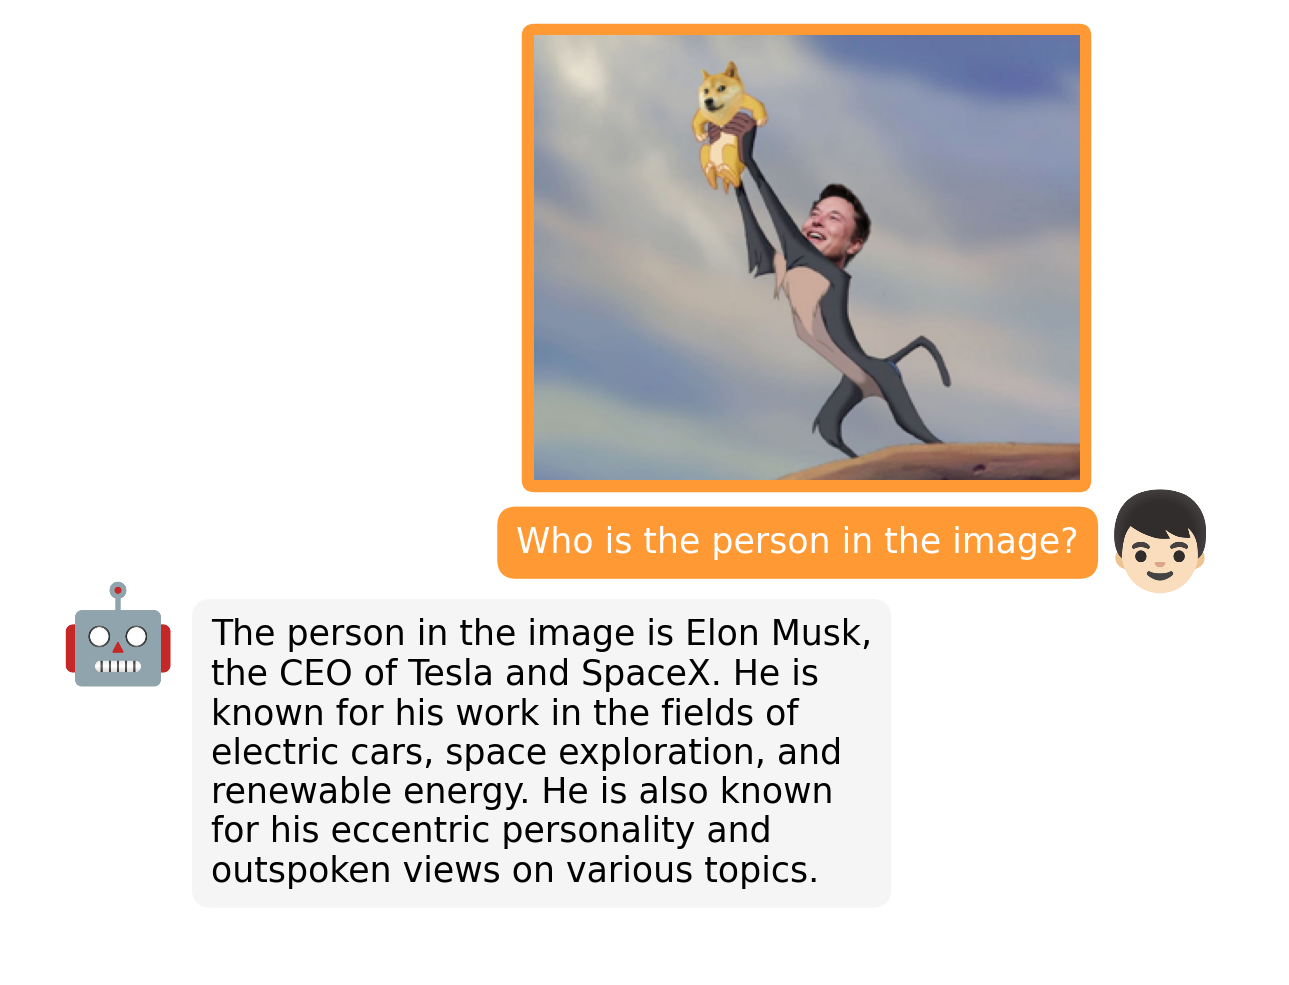 Who is the person in the image?
The person in the image is Elon Musk,
the CEO of Tesla and SpaceX. He is
known for his work in the fields of
electric cars, space exploration, and
renewable energy. He is also known
for his eccentric personality and
outspoken views on various topics.